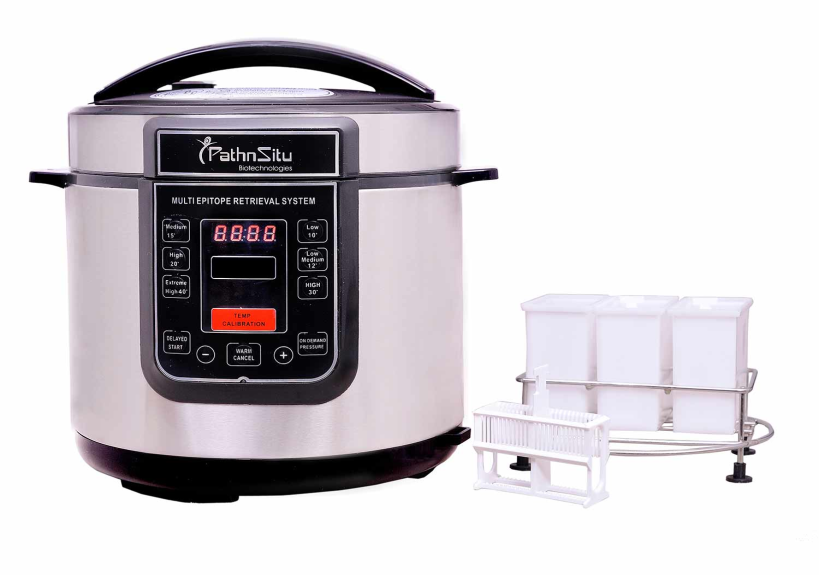 PathnSitu
Biotechnologies
MULTI EPITOPE RETRIEVAL SYSTEM
Medium
15'
8888
Low
10'
High
20'
Low
Medium
12'
Extreme
High 40'
HIGH
30'
TEMP
CALIBRATION
DELAYED
START
WARM
CANCEL
ON DEMAND
PRESSURE
−
+